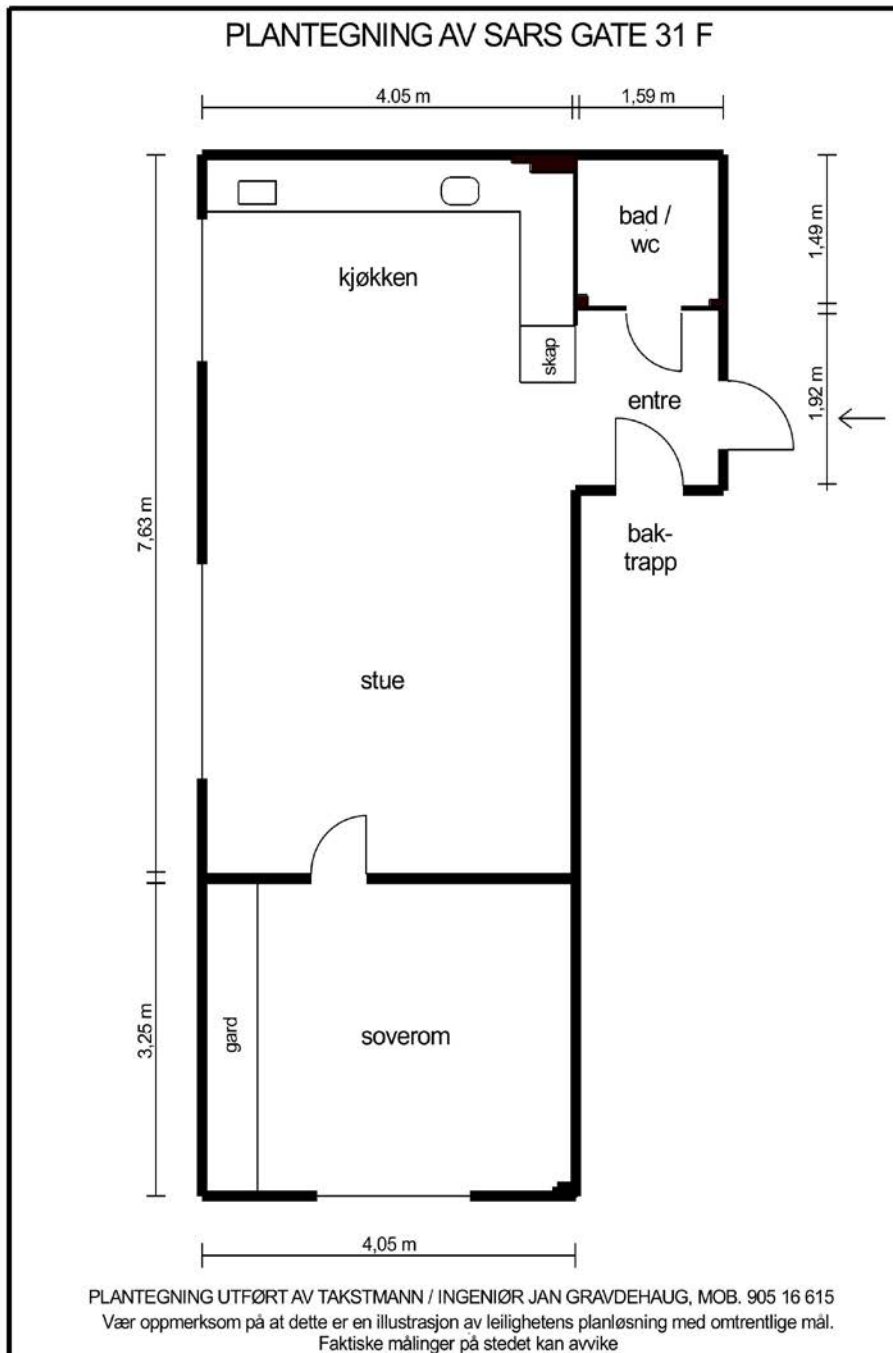 PLANTEGNING AV SARS GATE 31 F
4.05 m
1,59 m
bad /
wc
1,49 m
kjøkken
skap
entre
1,92 m
7,63 m
bak-
trapp
stue
gard
soverom
3,25 m
4,05 m
PLANTEGNING UTFØRT AV TAKSTMANN / INGENIØR JAN GRAVDEHAUG, MOB. 905 16 615
Vær oppmerksom på at dette er en illustrasjon av leilighetens planløsning med omtrentlige mål.
Faktiske målinger på stedet kan avvike